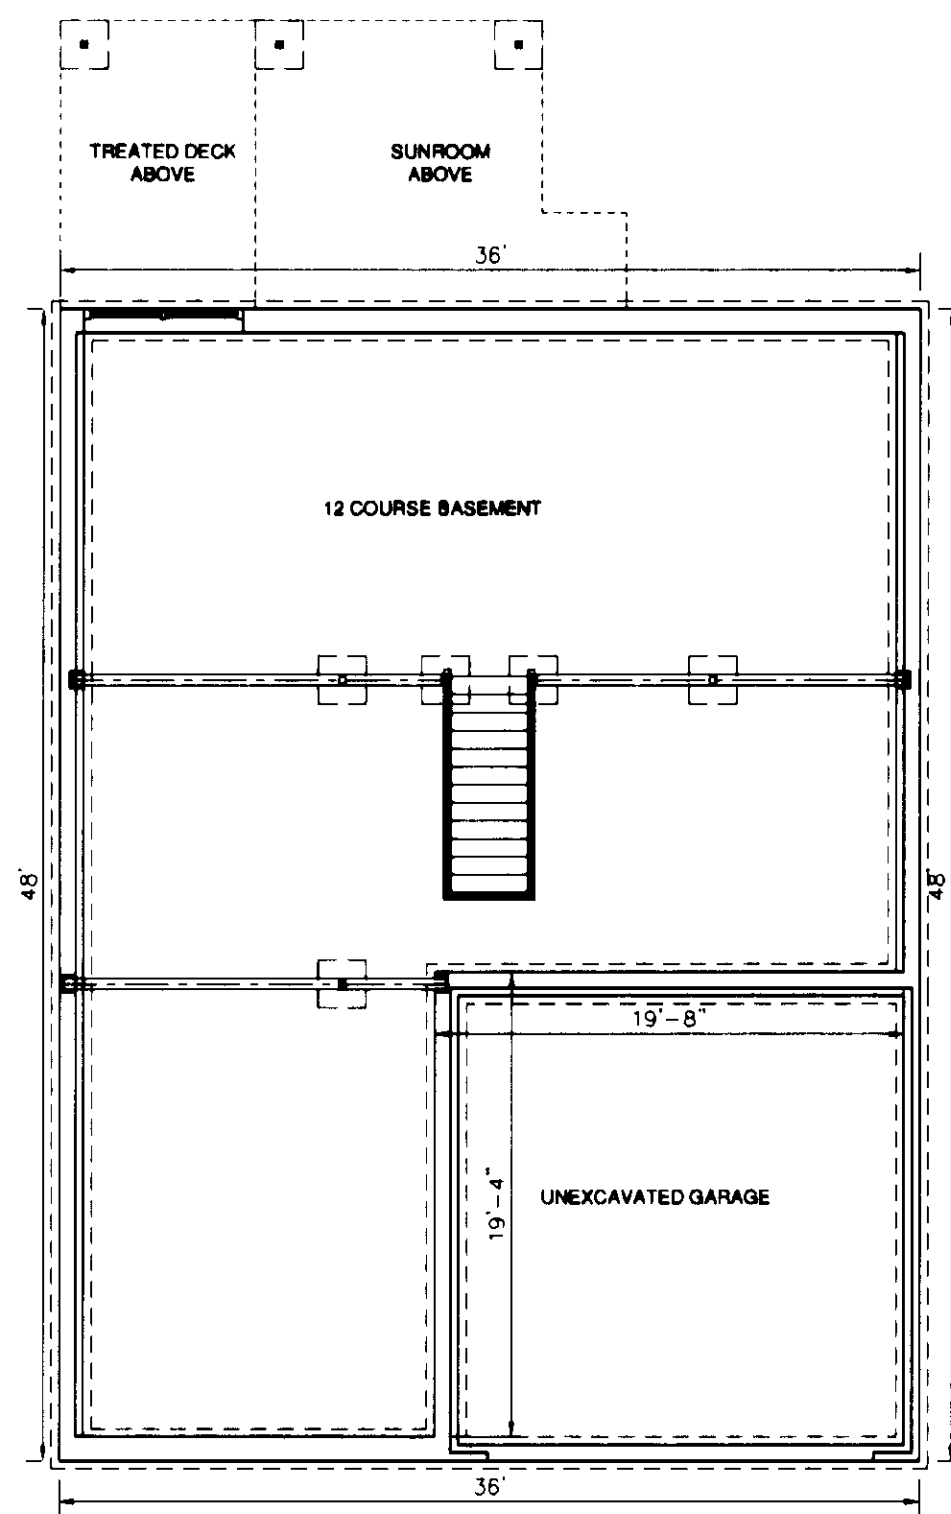 TREATED DECK
ABOVE
SUNROOM
ABOVE
36'
12 COURSE BASEMENT
48'
48'
19'-8"
19'-4"
UNEXCAVATED GARAGE
36'